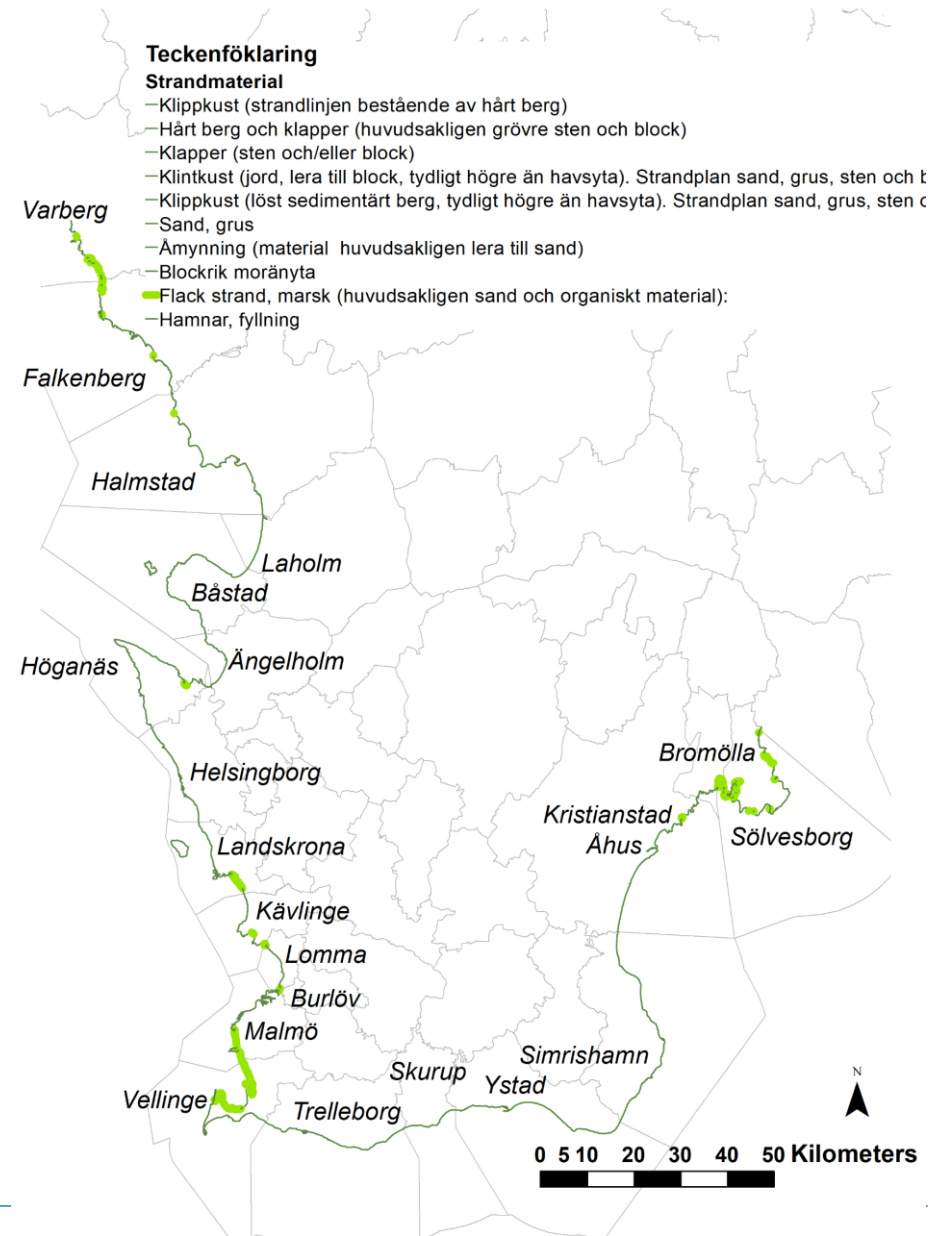 Teckenföklaring
Strandmaterial
Klippkust (strandlinjen bestående av hårt berg)
Hårt berg och klapper (huvudsakligen grövre sten och block)
Klapper (sten och/eller block)
Klintkust (jord, lera till block, tydligt högre än havsyta). Strandplan sand, grus, sten och b
Klippkust (löst sedimentärt berg, tydligt högre än havsyta). Strandplan sand, grus, sten o
Sand, grus
Åmynning (material huvudsakligen lera till sand)
Blockrik moränyta
Flack strand, marsk (huvudsakligen sand och organiskt material):
Hamnar, fyllning
Varberg
Falkenberg
Halmstad
Laholm
Båstad
Ängelholm
Höganäs
Helsingborg
Landskrona
Kävlinge
Lomma
Burlöv
Malmö
Vellinge
Trelleborg
Skurup
Ystad
Simrishamn
Bromölla
Kristianstad
Åhus
Sölvesborg
N
0 5 10 20 30 40 50 Kilometers